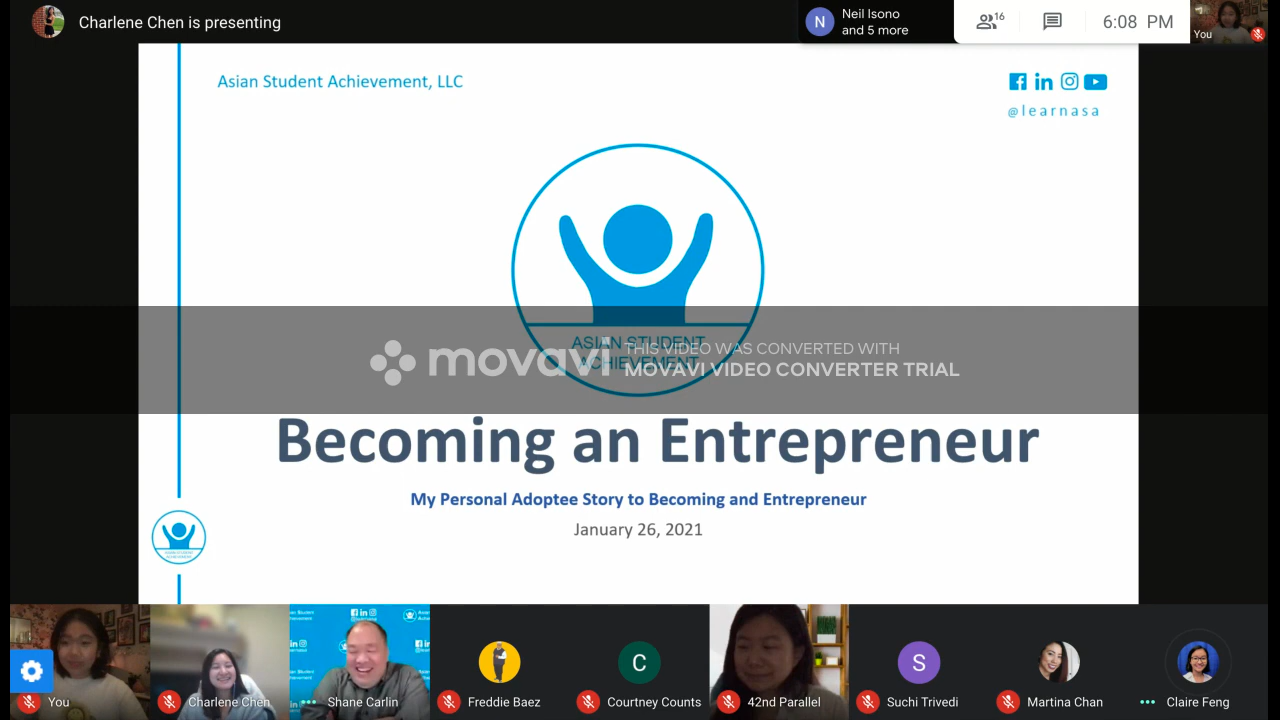 Charlene Chen is presenting
N
Neil Isono
and 5 more
16
6:08 PM
You
Asian Student Achievement, LLC
@learnasa
ASIAN STUDENT
ACHIEVEMENT
movavi
THIS VIDEO WAS CONVERTED WITH
MOVAVI VIDEO CONVERTER TRIAL
Becoming an Entrepreneur
My Personal Adoptee Story to Becoming and Entrepreneur
January 26, 2021
You
Charlene Chen
Shane Carlin
Freddie Baez
C
Courtney Counts
42nd Parallel
S
Suchi Trivedi
Martina Chan
Claire Feng